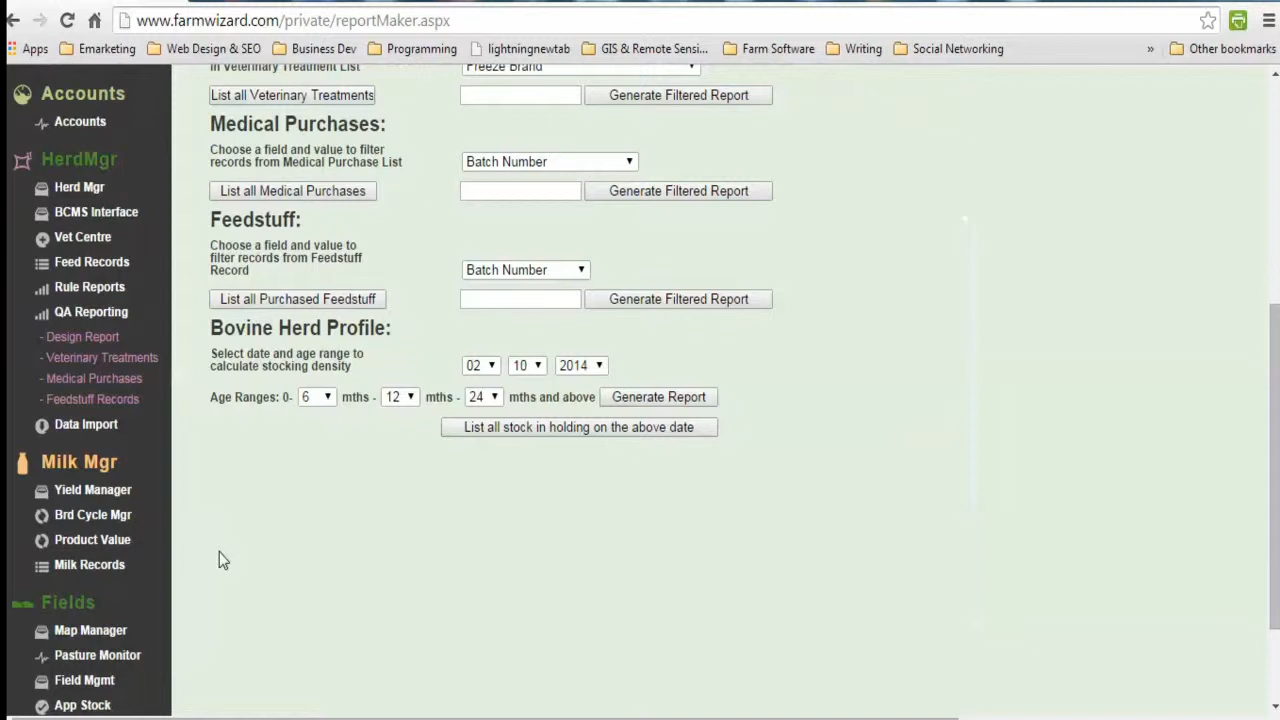 www.farmwizard.com/private/reportMaker.aspx
Apps Emarketing Web Design & SEO Business Dev Programming lightningnewtab GIS & Remote Sensi... Farm Software Writing Social Networking » Other bookmarks
in Veterinary Treatment List Freeze Brand
List all Veterinary Treatments Generate Filtered Report
Medical Purchases:
Choose a field and value to filter
records from Medical Purchase List
Batch Number
List all Medical Purchases Generate Filtered Report
Feedstuff:
Choose a field and value to
filter records from Feedstuff
Record
Batch Number
List all Purchased Feedstuff Generate Filtered Report
Bovine Herd Profile:
Select date and age range to
calculate stocking density
02 10 2014
Age Ranges: 0- 6 mths - 12 mths - 24 mths and above Generate Report
List all stock in holding on the above date
Accounts
Accounts
HerdMgr
Herd Mgr
BCMS Interface
Vet Centre
Feed Records
Rule Reports
QA Reporting
- Design Report
- Veterinary Treatments
- Medical Purchases
- Feedstuff Records
Data Import
Milk Mgr
Yield Manager
Brd Cycle Mgr
Product Value
Milk Records
Fields
Map Manager
Pasture Monitor
Field Mgmt
App Stock